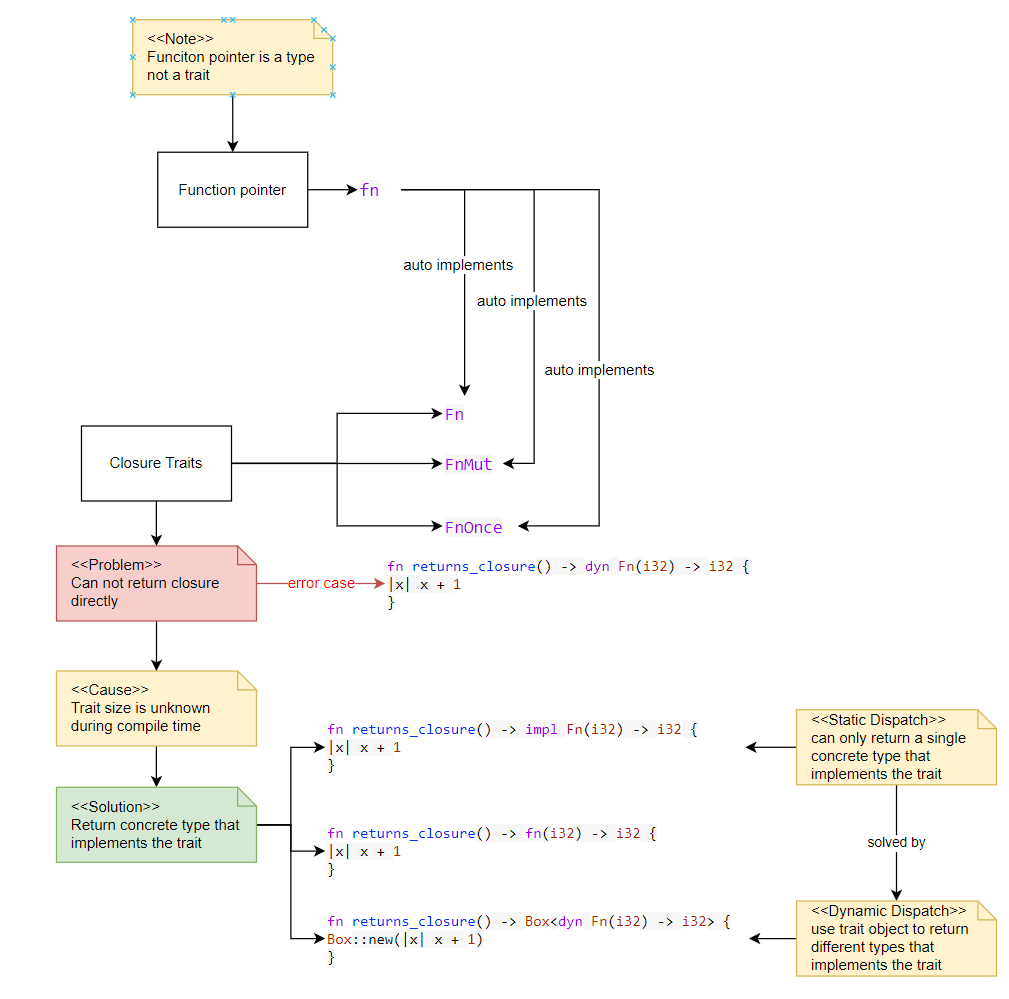 <<Note>>
Funciton pointer is a type
not a trait
Function pointer
fn
auto implements
auto implements
auto implements
Fn
Closure Traits
FnMut
FnOnce
<<Problem>>
Can not return closure
directly
error case
fn returns_closure() -> dyn Fn(i32) -> i32 {
|x| x + 1
}
<<Cause>>
Trait size is unknown
during compile time
<<Solution>>
Return concrete type that
implements the trait
fn returns_closure() -> impl Fn(i32) -> i32 {
|x| x + 1
}
fn returns_closure() -> fn(i32) -> i32 {
|x| x + 1
}
fn returns_closure() -> Box<dyn Fn(i32) -> i32> {
Box::new(|x| x + 1)
}
<<Static Dispatch>>
can only return a single
concrete type that
implements the trait
solved by
<<Dynamic Dispatch>>
use trait object to return
different types that
implements the trait